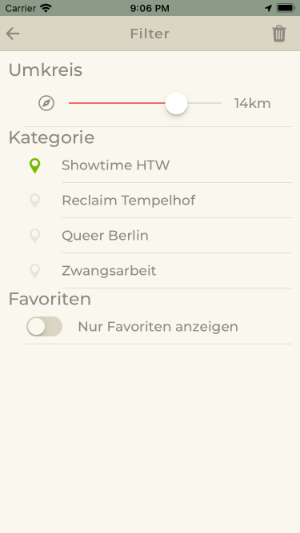 Carrier 9:06 PM
Filter
Umkreis
14km
Kategorie
Showtime HTW
Reclaim Tempelhof
Queer Berlin
Zwangsarbeit
Favoriten
Nur Favoriten anzeigen